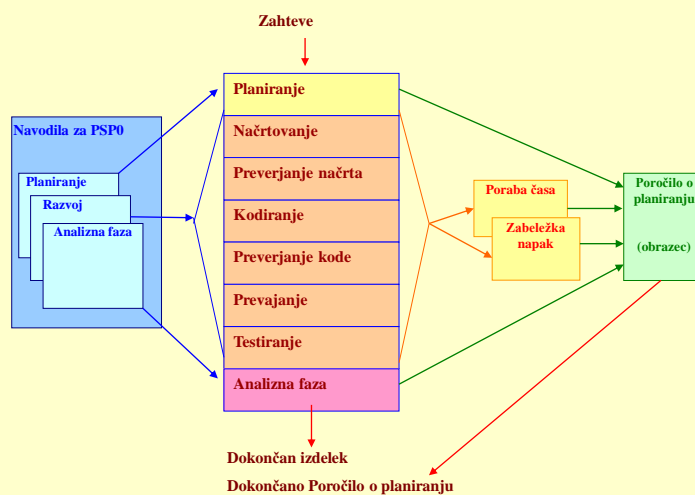 Zahteve
Navodila za PSP0
Planiranje
Razvoj
Analizna faza
Planiranje
Načrtovanje
Preverjanje načrta
Kodiranje
Preverjanje kode
Prevajanje
Testiranje
Analizna faza
Poraba časa
Zabeležka
napak
Poročilo o
planiranju
(obrazec)
Dokončan izdelek
Dokončano Poročilo o planiranju